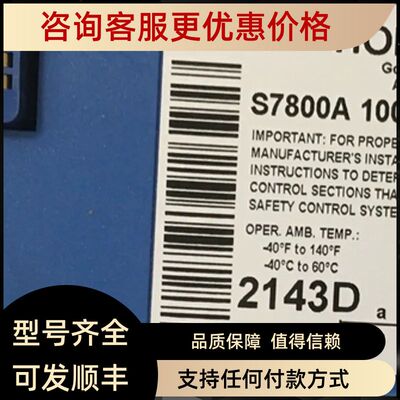 咨询客服更优惠价格
S7800A 100
IMPORTANT: FOR PROPE
MANUFACTURER'S INSTA
INSTRUCTIONS TO DETER
CONTROL SECTIONS THA
SAFETY CONTROL SYSTE
OPER. AMB. TEMP.:
-40°F to 140°F
-40°C to 60°C
2143D
a
型号齐全
可发顺丰
品质保障 值得信赖
支持任何付款方式